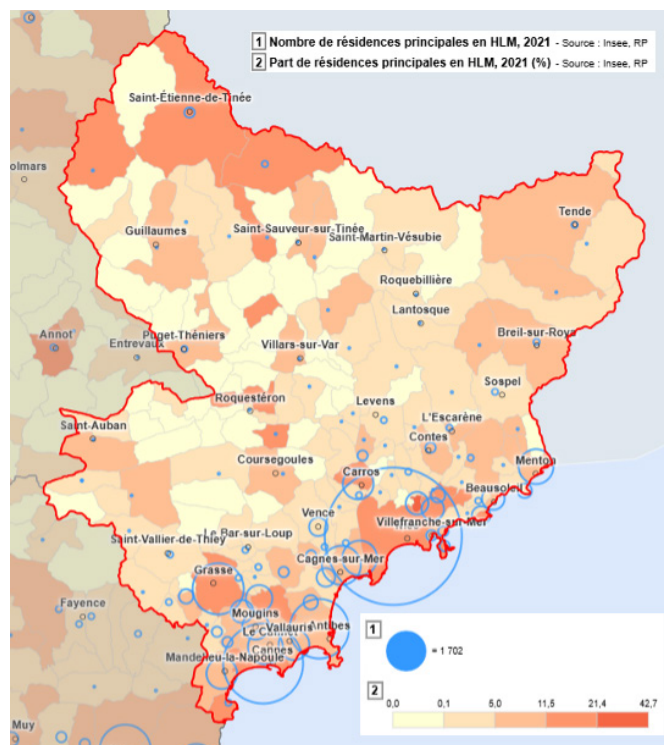 1 Nombre de résidences principales en HLM, 2021 - Source : Insee, RP
2 Part de résidences principales en HLM, 2021 (%) - Source : Insee, RP
Saint-Étienne-de-Tinée
olmars
Tende
Guillaumes
Saint-Sauveur-sur-Tinée
Saint-Martin-Vésubie
Roquebillière
Lantosque
Annot
Entrevaux
Puget-Théniers
Villars-sur-Var
Breil-sur-Roya
Sospel
Roquestéron
Levens
Saint-Auban
L'Escarène
Contes
Coursegoules
Menton
Carros
Beausoleil
Vence
Villefranche-sur-Mer
Saint-Vallier-de-Thiey
Le Bar-sur-Loup
Cagnes-sur-Mer
Grasse
Fayence
Mougins
Vallauris
Antibes
Le Cannet
Cannes
Mandelieu-la-Napoule
Muy
1
= 1 702
2
0,0 0,1 5,0 11,5 21,4 42,7